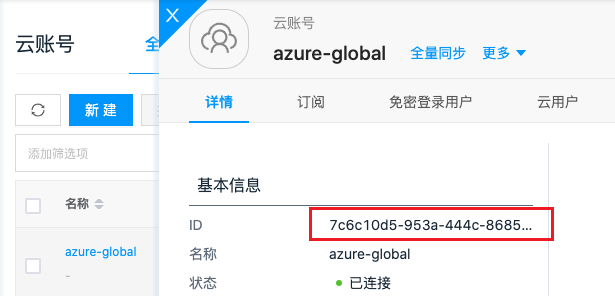 云账号
全
新 建
添加筛选项
名称
azure-global
-
X
云账号
azure-global 全量同步 更多
详情 订阅 免密登录用户 云用户
基本信息
ID 7c6c10d5-953a-444c-8685...
名称 azure-global
状态 已连接